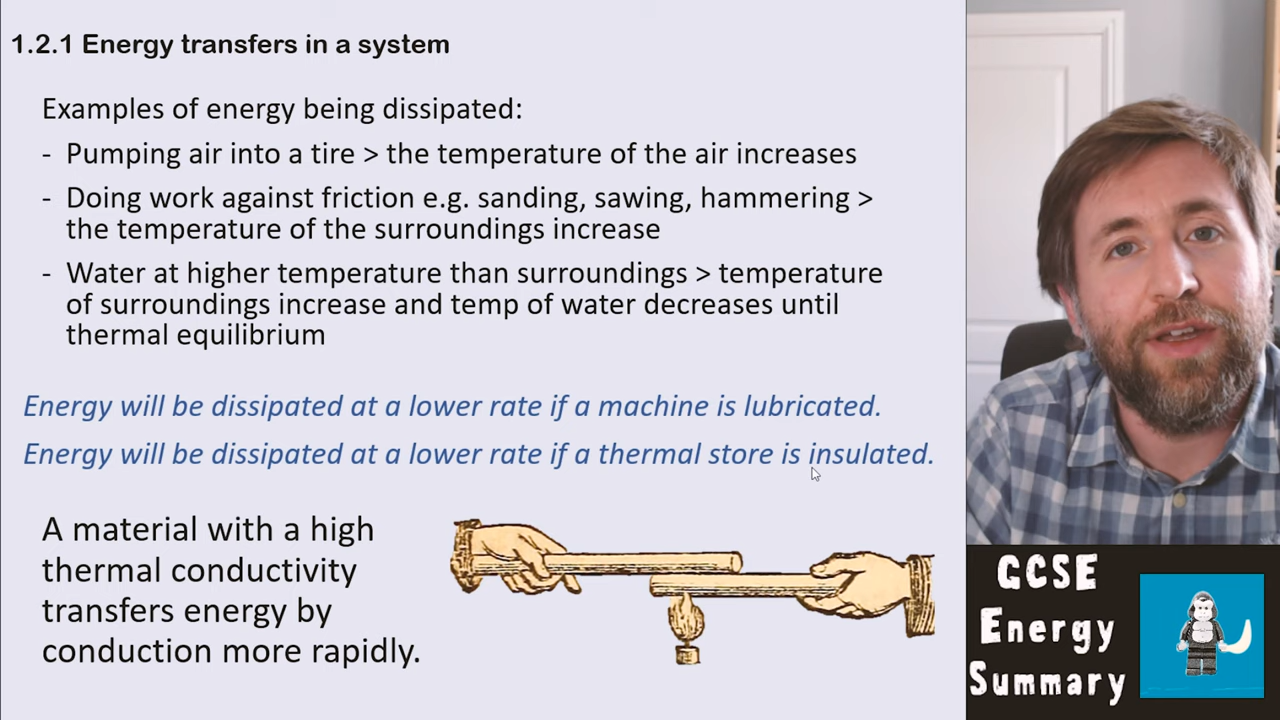 1.2.1 Energy transfers in a system
Examples of energy being dissipated:
- Pumping air into a tire > the temperature of the air increases
- Doing work against friction e.g. sanding, sawing, hammering >
the temperature of the surroundings increase
- Water at higher temperature than surroundings > temperature
of surroundings increase and temp of water decreases until
thermal equilibrium
Energy will be dissipated at a lower rate if a machine is lubricated.
Energy will be dissipated at a lower rate if a thermal store is insulated.
A material with a high
thermal conductivity
transfers energy by
conduction more rapidly.
GCSE
Energy
Summary